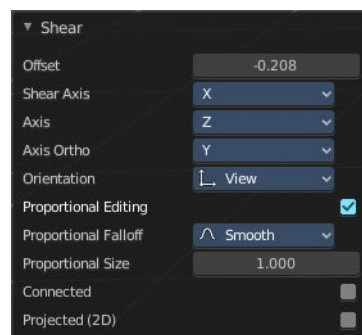 Shear
Offset -0.208
Shear Axis X
Axis Z
Axis Ortho Y
Orientation View
Proportional Editing
Proportional Falloff Smooth
Proportional Size 1.000
Connected
Projected (2D)